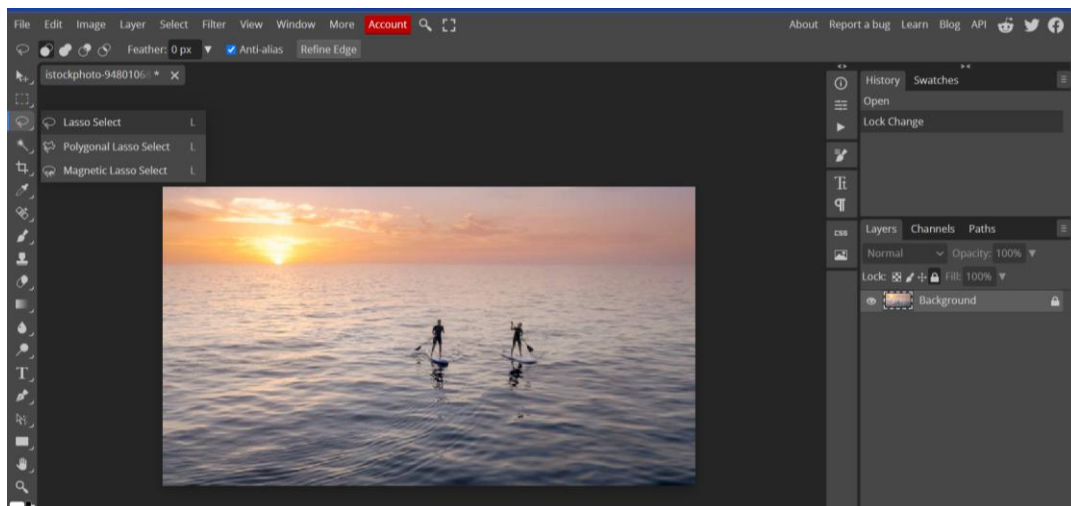 File Edit Image Layer Select Filter View Window More Account About Report a bug Learn Blog API
Feather: 0 px Anti-alias Refine Edge
istockphoto-9480106 *
Lasso Select L
Polygonal Lasso Select L
Magnetic Lasso Select L
T
Tt
¶
CSS
History Swatches
Open
Lock Change
Layers Channels Paths
Normal Opacity: 100%
Lock: Fill: 100%
Background